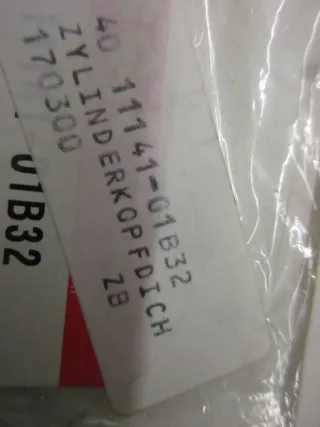 40 11141-01B32
ZYLINDERKOPFDICH
170300 ZB
01B32